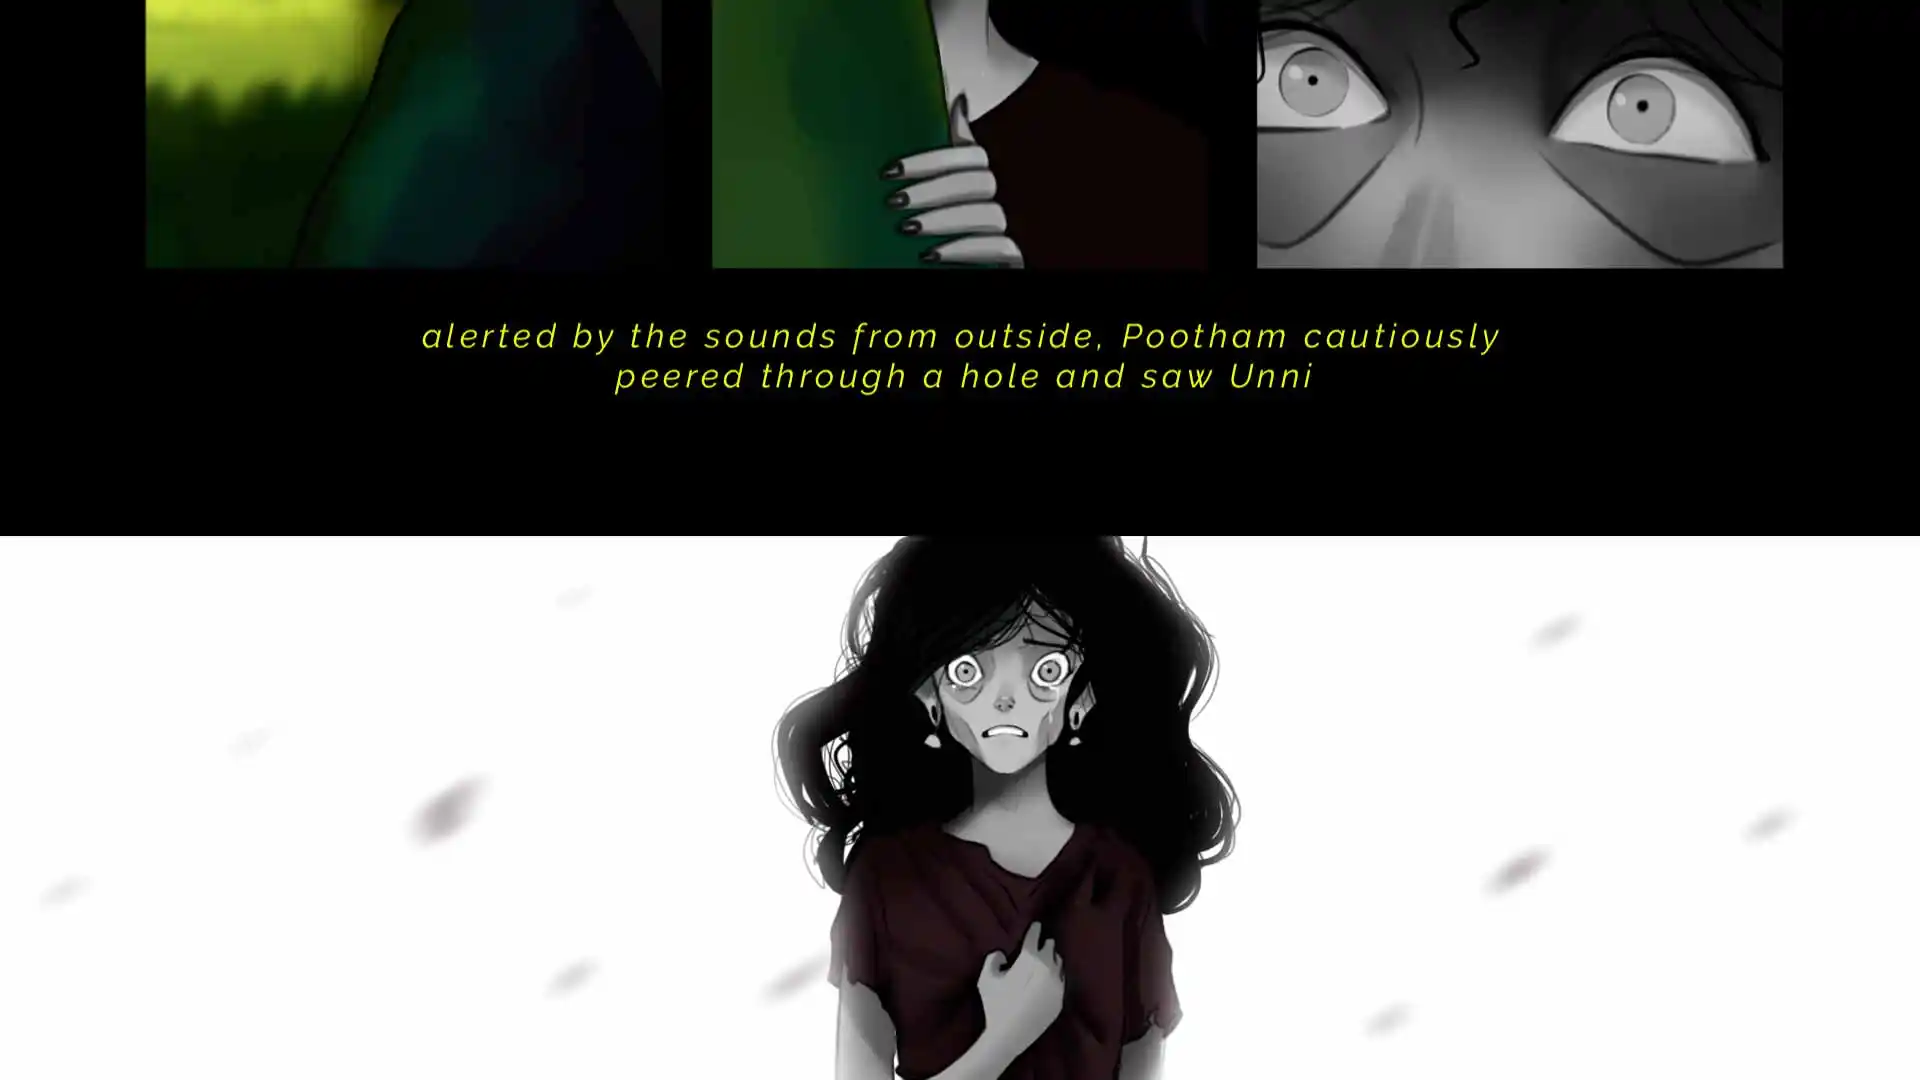 alerted by the sounds from outside, Pootham cautiously
peered through a hole and saw Unni